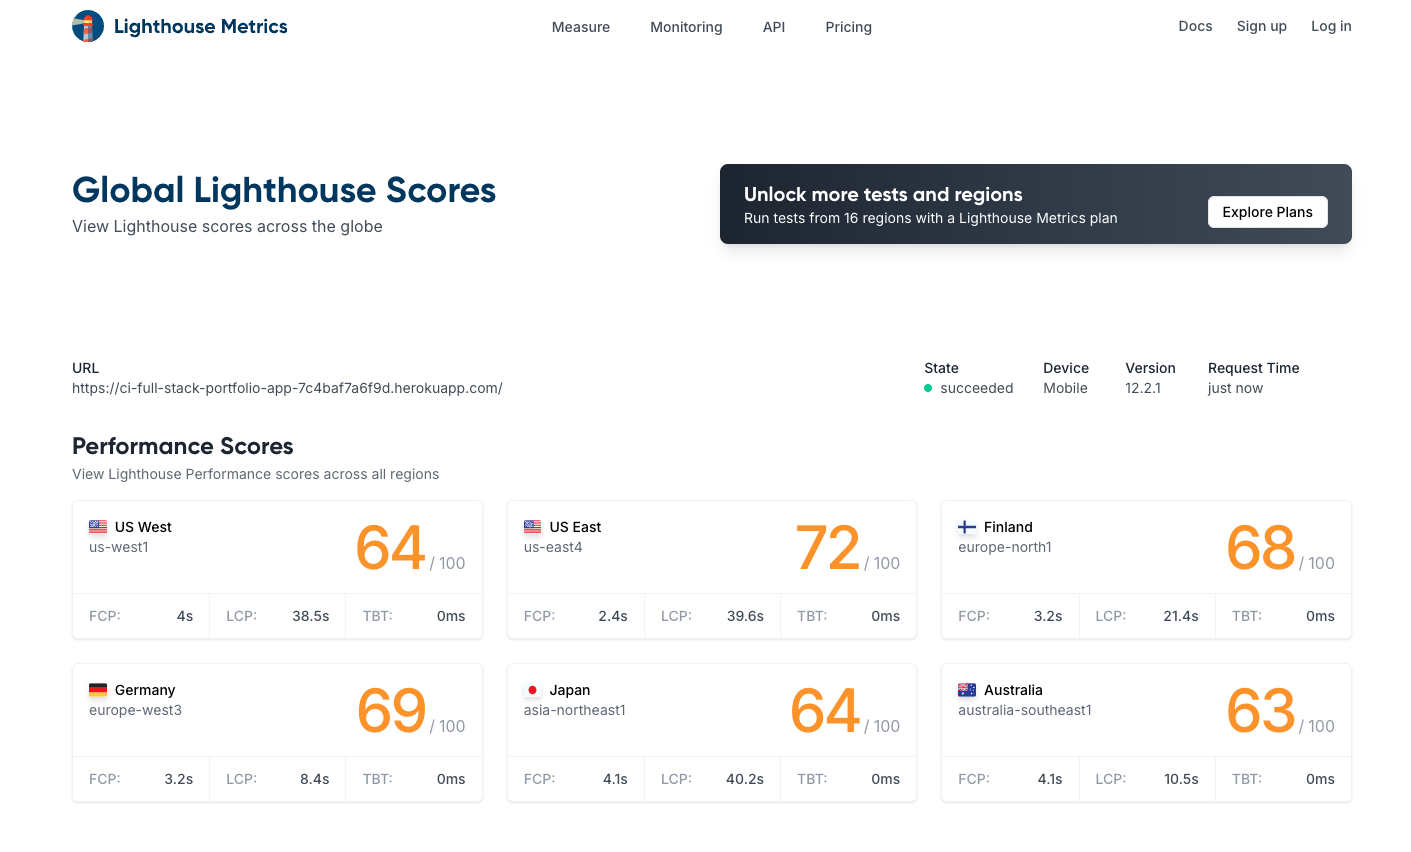 Lighthouse Metrics
Measure Monitoring API Pricing
Docs Sign up Log in
Global Lighthouse Scores
View Lighthouse scores across the globe
Unlock more tests and regions
Run tests from 16 regions with a Lighthouse Metrics plan
Explore Plans
URL
https://ci-full-stack-portfolio-app-7c4baf7a6f9d.herokuapp.com/
State Device Version Request Time
succeeded Mobile 12.2.1 just now
Performance Scores
View Lighthouse Performance scores across all regions
US West
us-west1
64 / 100
FCP: 4s LCP: 38.5s TBT: 0ms
US East
us-east4
72 / 100
FCP: 2.4s LCP: 39.6s TBT: 0ms
Finland
europe-north1
68 / 100
FCP: 3.2s LCP: 21.4s TBT: 0ms
Germany
europe-west3
69 / 100
FCP: 3.2s LCP: 8.4s TBT: 0ms
Japan
asia-northeast1
64 / 100
FCP: 4.1s LCP: 40.2s TBT: 0ms
Australia
australia-southeast1
63 / 100
FCP: 4.1s LCP: 10.5s TBT: 0ms